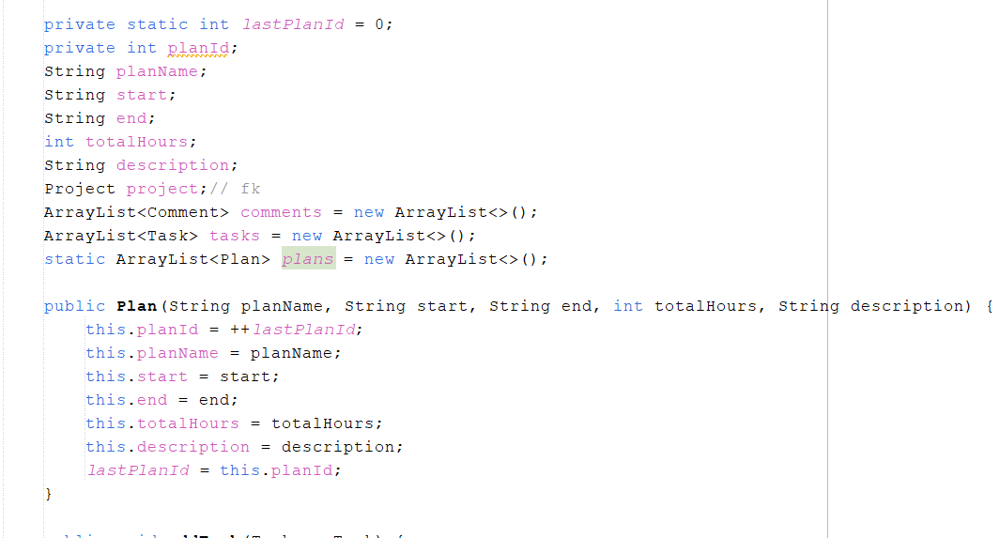 private static int lastPlanId = 0;
private int planId;
String planName;
String start;
String end;
int totalHours;
String description;
Project project;// fk
ArrayList<Comment> comments = new ArrayList<>();
ArrayList<Task> tasks = new ArrayList<>();
static ArrayList<Plan> plans = new ArrayList<>();
public Plan(String planName, String start, String end, int totalHours, String description) {
this.planId = ++lastPlanId;
this.planName = planName;
this.start = start;
this.end = end;
this.totalHours = totalHours;
this.description = description;
lastPlanId = this.planId;
}